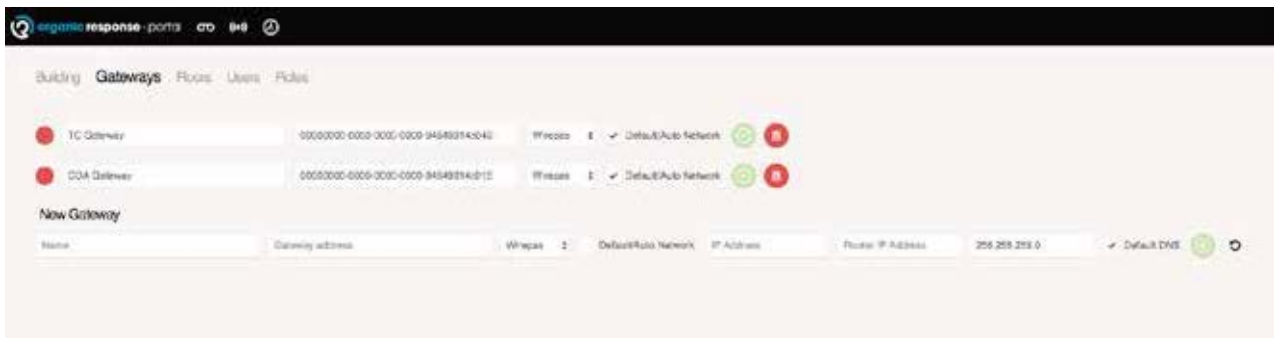 organic response portal
Building Gateways Floors Users Roles
TC Gateway Wirepas Default/Auto Network
DDA Gateway Wirepas Default/Auto Network
New Gateway
Name Gateway address Wirepas Default/Auto Network IP Address Router IP Address 255.255.255.0 Default DNS